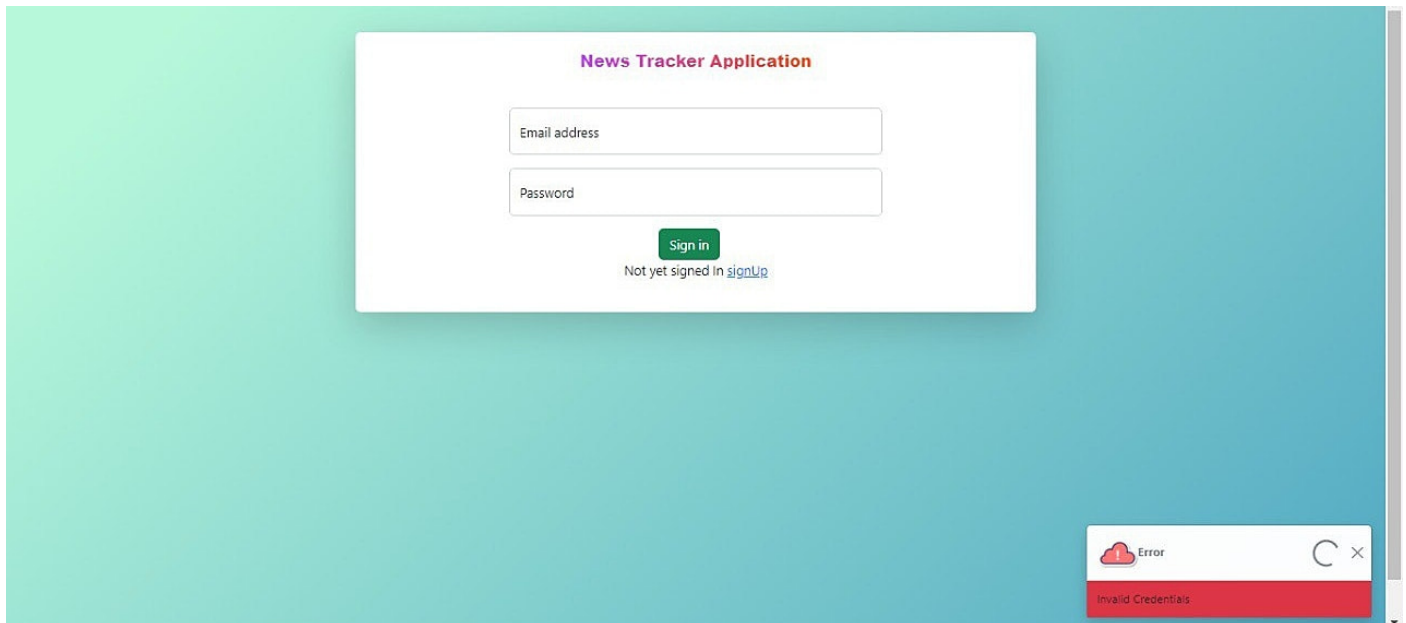 News Tracker Application
Email address
Password
Sign in
Not yet signed In signUp
Error
Invalid Credentials